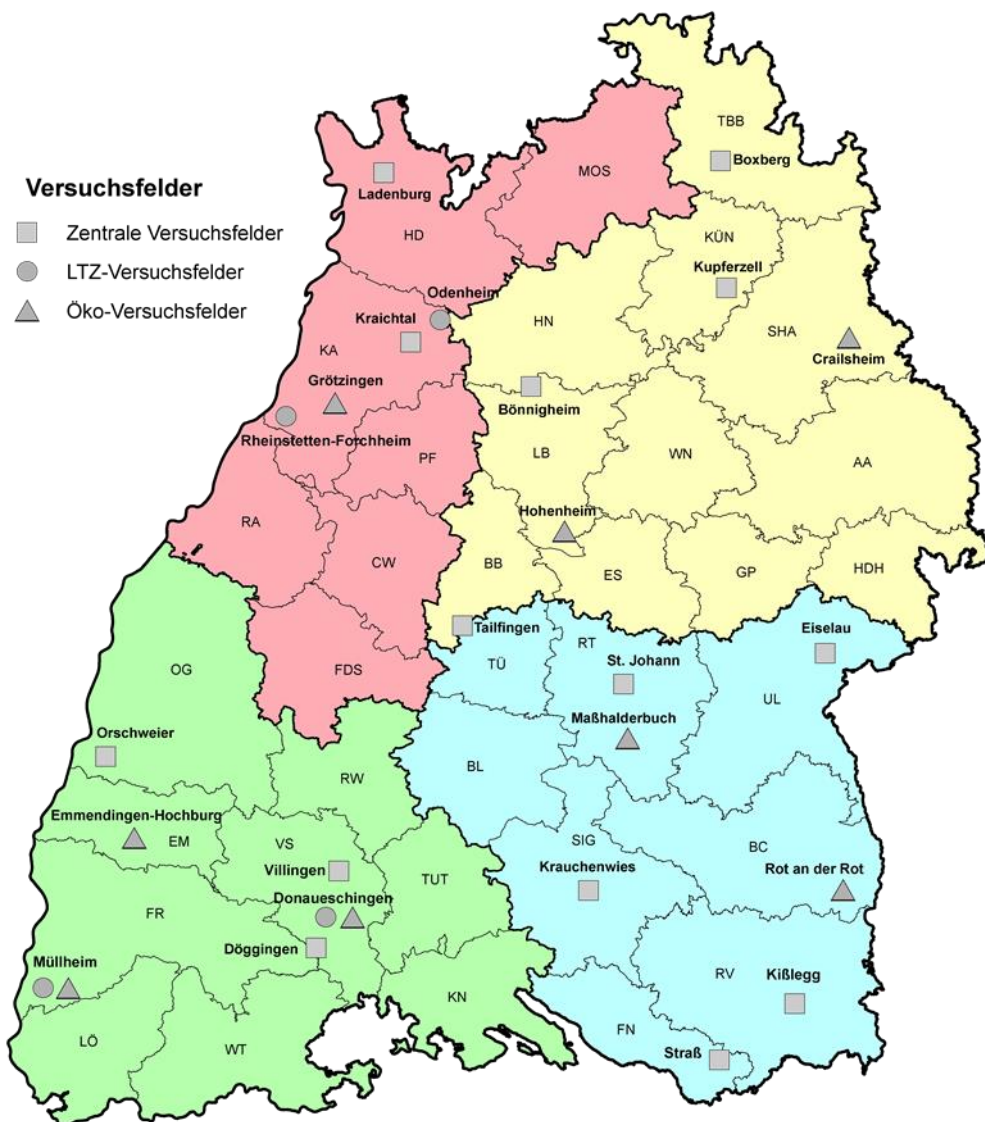 Versuchsfelder
Zentrale Versuchsfelder
LTZ-Versuchsfelder
Öko-Versuchsfelder
TBB
Boxberg
MOS
Ladenburg
HD
KÜN
Kupferzell
Odenheim
HN
Kraichtal
SHA
KA
Crailsheim
Grötzingen
Bönnigheim
Rheinstetten-Forchheim
PF
LB
WN
AA
RA
Hohenheim
CW
BB
ES
GP
HDH
Tailfingen
Eiselau
RT
TÜ
St. Johann
OG
FDS
UL
Maßhalderbuch
Orschweier
BL
RW
Emmendingen-Hochburg
EM
VS
SIG
BC
Villingen
Krauchenwies
Rot an der Rot
TUT
FR
Donaueschingen
Döggingen
Müllheim
RV
Kißlegg
KN
FN
LÖ
WT
Straß